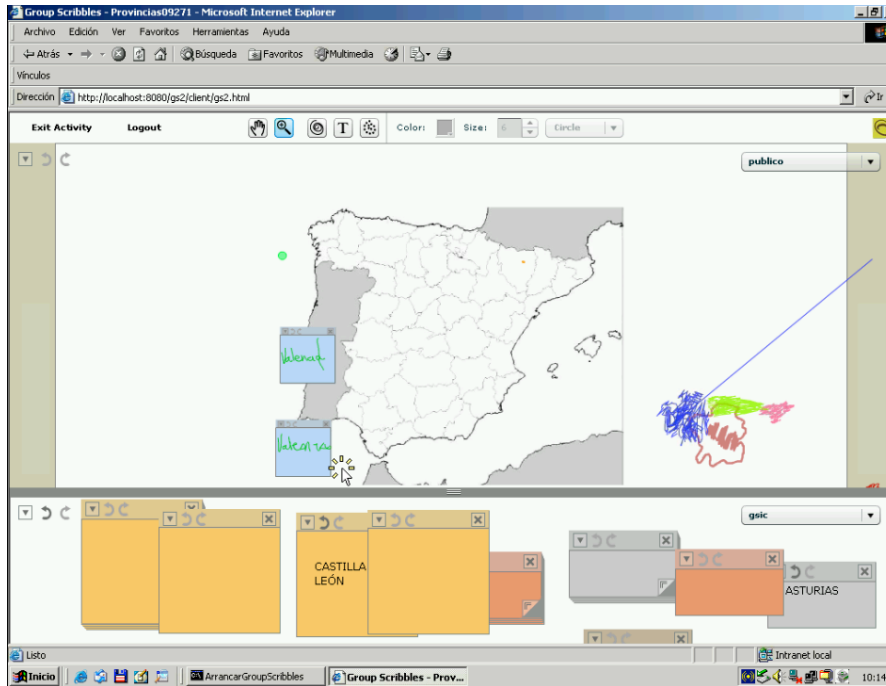 Group Scribbles - Provincias09271 - Microsoft Internet Explorer
Archivo Edición Ver Favoritos Herramientas Ayuda
Atrás Búsqueda Favoritos Multimedia
Vínculos
Dirección http://localhost:8080/gs2/client/gs2.html Ir
Exit Activity Logout T Color: Size: 6 Circle
publico
Valencia
gsic
CASTILLA
LEÓN
ASTURIAS
Listo Intranet local
Inicio ArrancarGroupScribbles Group Scribbles - Prov... 10:14